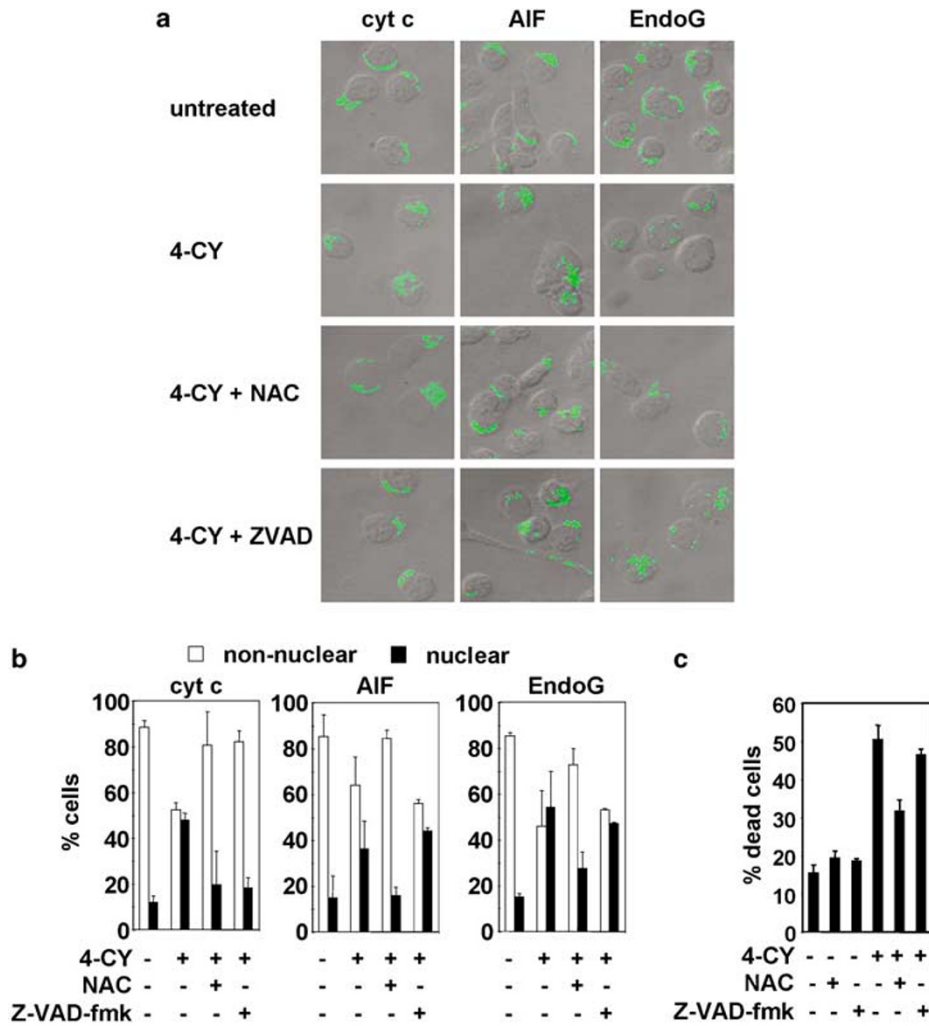 a
cyt c AIF EndoG
untreated
4-CY
4-CY + NAC
4-CY + ZVAD
b
non-nuclear nuclear
cyt c AIF EndoG
% cells
100 100 100
80 80 80
60 60 60
40 40 40
20 20 20
0 0 0
4-CY - + + + - + + + - + + +
NAC - - + - - - + - - - + -
Z-VAD-fmk - - - + - - - + - - - +
c
% dead cells
60
50
40
30
20
10
0
4-CY - - - + + +
NAC - + - - + -
Z-VAD-fmk - - + - - +